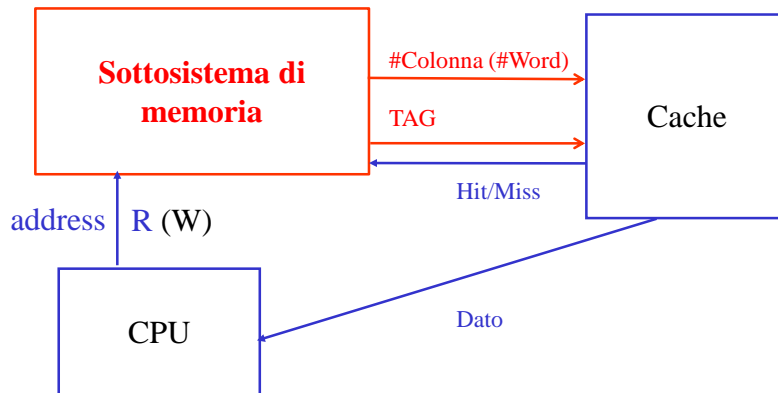 Sottosistema di
memoria
#Colonna (#Word)
TAG
Cache
Hit/Miss
address R (W)
CPU
Dato